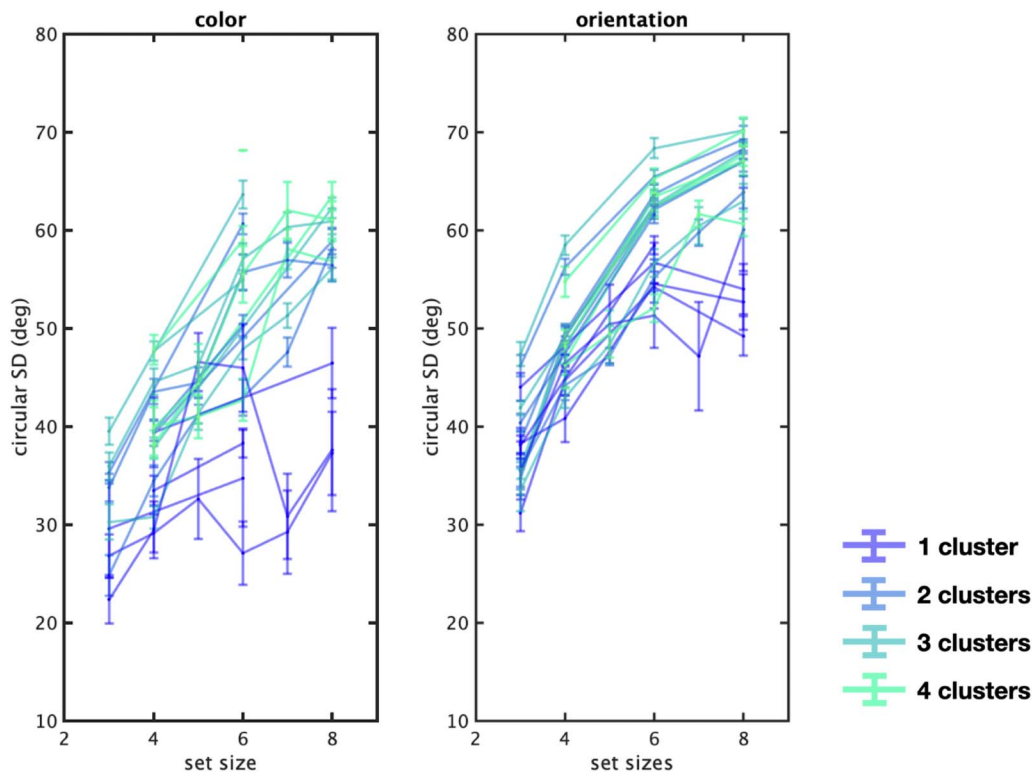 color
80
70
60
50
40
30
20
10
2
4
6
8
circular SD (deg)
set size
orientation
80
70
60
50
40
30
20
10
2
4
6
8
circular SD (deg)
set sizes
1 cluster
2 clusters
3 clusters
4 clusters